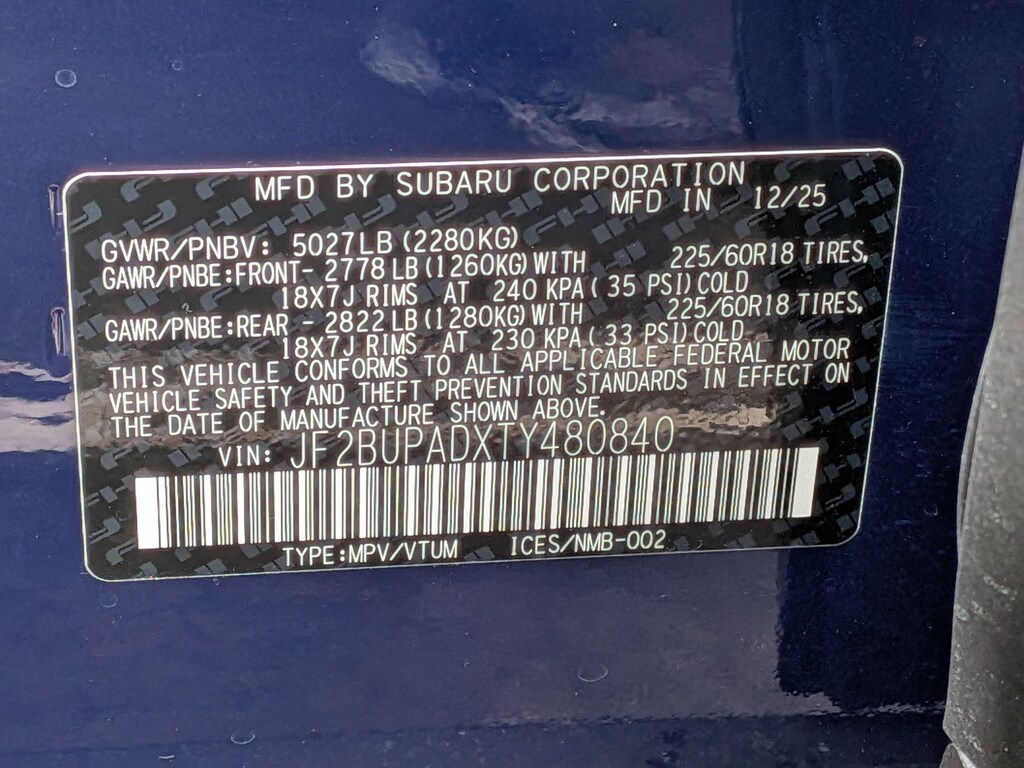 MFD BY SUBARU CORPORATION
MFD IN 12/25
GVWR/PNBV: 5027LB (2280KG)
GAWR/PNBE:FRONT- 2778 LB (1260KG) WITH 225/60R18 TIRES,
18X7J RIMS AT 240 KPA ( 35 PSI) COLD
GAWR/PNBE:REAR - 2822 LB (1280KG) WITH 225/60R18 TIRES,
18X7J RIMS AT 230 KPA ( 33 PSI) COLD
THIS VEHICLE CONFORMS TO ALL APPLICABLE FEDERAL MOTOR
VEHICLE SAFETY AND THEFT PREVENTION STANDARDS IN EFFECT ON
THE DATE OF MANUFACTURE SHOWN ABOVE.
VIN: JF2BUPADXTY480840
TYPE:MPV/VTUM ICES/NMB-002